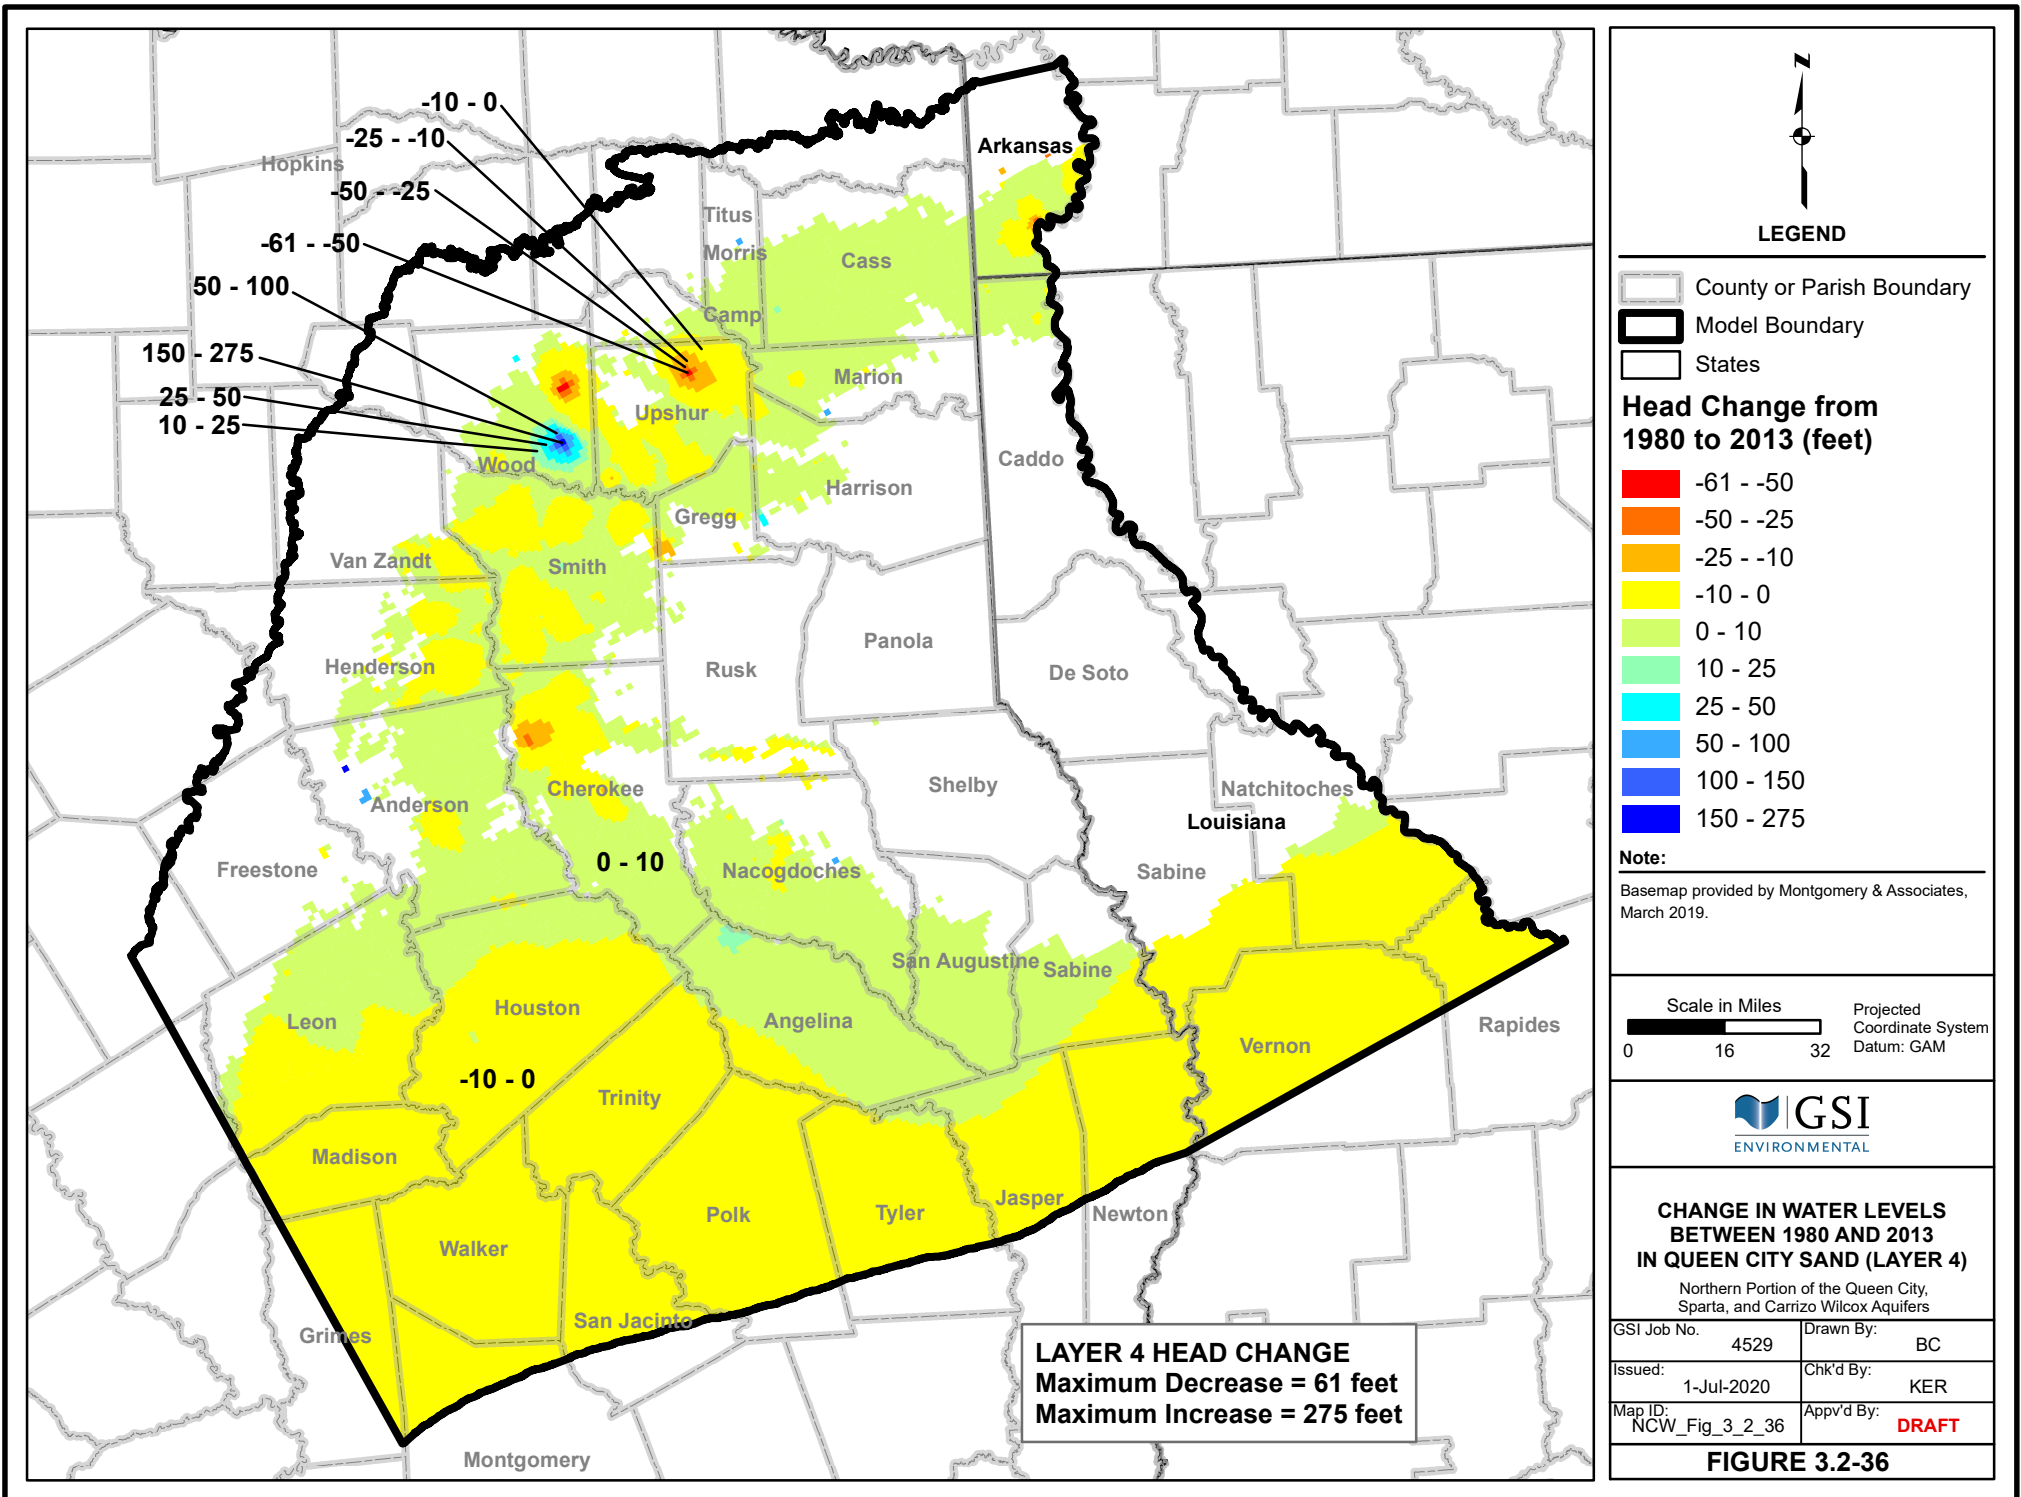 -10 - 0
-25 - -10
-50 - -25
-61 - -50
50 - 100
150 - 275
25 - 50
10 - 25
Hopkins
Arkansas
Titus
Morris
Cass
Camp
Marion
Upshur
Wood
Caddo
Harrison
Gregg
Van Zandt
Smith
Panola
Henderson
Rusk
De Soto
Shelby
Natchitoches
Cherokee
Anderson
Louisiana
0 - 10
Freestone
Nacogdoches
Sabine
San Augustine
Sabine
Houston
Leon
Angelina
Rapides
Vernon
-10 - 0
Trinity
Madison
Jasper
Polk
Tyler
Newton
Walker
San Jacinto
Grimes
Montgomery
LAYER 4 HEAD CHANGE
Maximum Decrease = 61 feet
Maximum Increase = 275 feet
N
LEGEND
County or Parish Boundary
Model Boundary
States
Head Change from
1980 to 2013 (feet)
-61 - -50
-50 - -25
-25 - -10
-10 - 0
0 - 10
10 - 25
25 - 50
50 - 100
100 - 150
150 - 275
Note:
Basemap provided by Montgomery & Associates,
March 2019.
Scale in Miles
0 16 32
Projected
Coordinate System
Datum: GAM
GSI
ENVIRONMENTAL
CHANGE IN WATER LEVELS
BETWEEN 1980 AND 2013
IN QUEEN CITY SAND (LAYER 4)
Northern Portion of the Queen City,
Sparta, and Carrizo Wilcox Aquifers
GSI Job No. 4529
Drawn By: BC
Issued: 1-Jul-2020
Chk'd By: KER
Map ID: NCW_Fig_3_2_36
Appv'd By: DRAFT
FIGURE 3.2-36